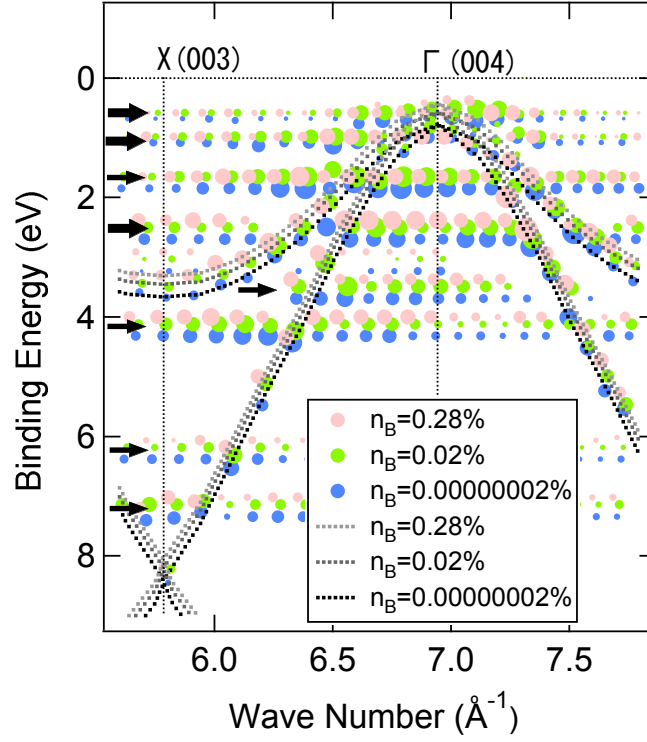 X (003)
Γ (004)
0
2
4
6
8
Binding Energy (eV)
n_B=0.28%
n_B=0.02%
n_B=0.00000002%
n_B=0.28%
n_B=0.02%
n_B=0.00000002%
6.0
6.5
7.0
7.5
Wave Number (Å⁻¹)